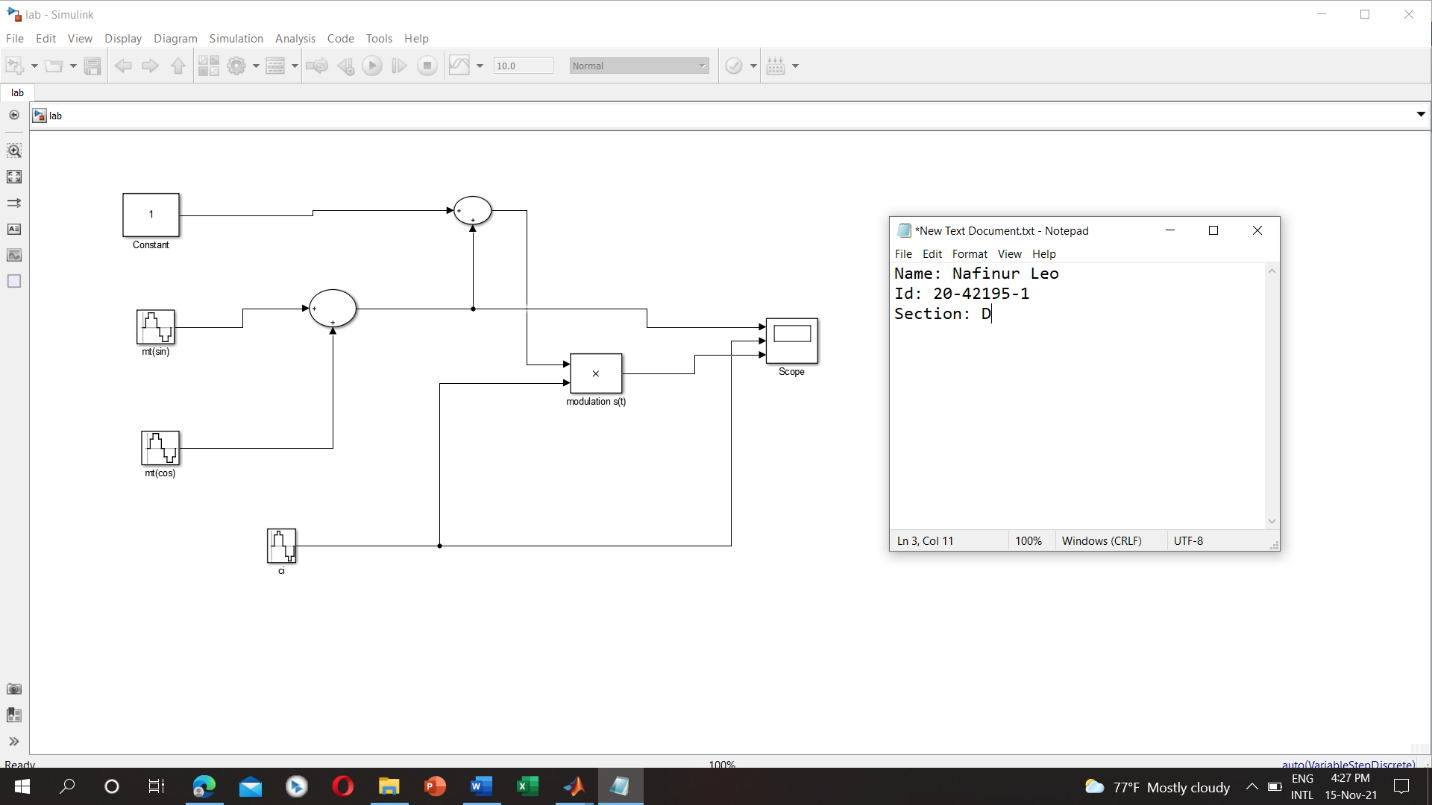 lab - Simulink
File Edit View Display Diagram Simulation Analysis Code Tools Help
10.0 Normal
lab
lab
1
Constant
+
+
mt(sin)
+
+
mt(cos)
×
modulation s(t)
Scope
ci
*New Text Document.txt - Notepad
File Edit Format View Help
Name: Nafinur Leo
Id: 20-42195-1
Section: D
Ln 3, Col 11 100% Windows (CRLF) UTF-8
Ready 100% auto(VariableStepDiscrete)
77°F Mostly cloudy
ENG
INTL
4:27 PM
15-Nov-21